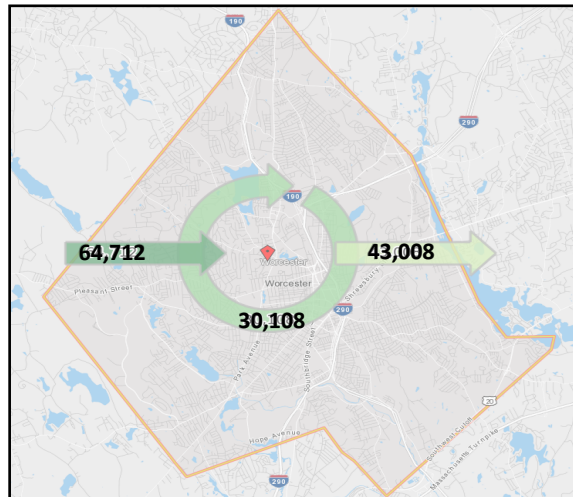 190
290
190
64,712
43,008
Worcester
Worcester
Pleasant Street
Shrewsbury
290
30,108
Park Avenue
Southbridge Street
20
Hope Avenue
Southwest Cutoff
Massachusetts Turnpike
290